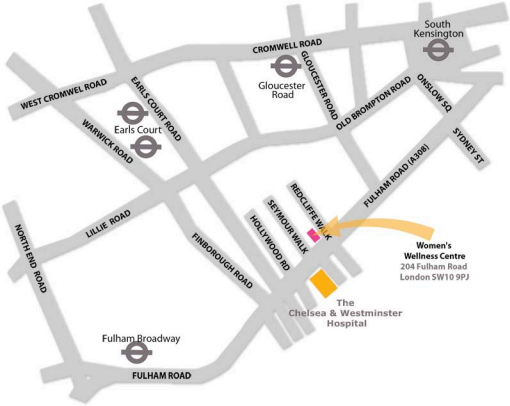 South
Kensington
CROMWELL ROAD
GLOUCESTER ROAD
Gloucester
Road
WEST CROMWEL ROAD
EARLS COURT ROAD
Earls Court
WARWICK ROAD
OLD BROMPTON ROAD
ONSLOW SQ
SYDNEY ST
FULHAM ROAD (A308)
REDCLIFFE WALK
SEYMOUR WALK
HOLLYWOOD RD
LILLIE ROAD
FINBOROUGH ROAD
NORTH END ROAD
Women's
Wellness Centre
204 Fulham Road
London SW10 9PJ
The
Chelsea & Westminster
Hospital
Fulham Broadway
FULHAM ROAD